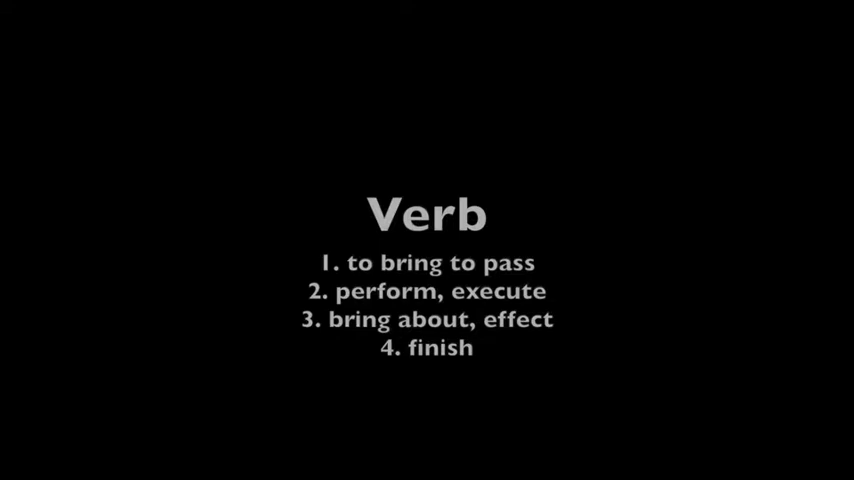 Verb
1. to bring to pass
2. perform, execute
3. bring about, effect
4. finish